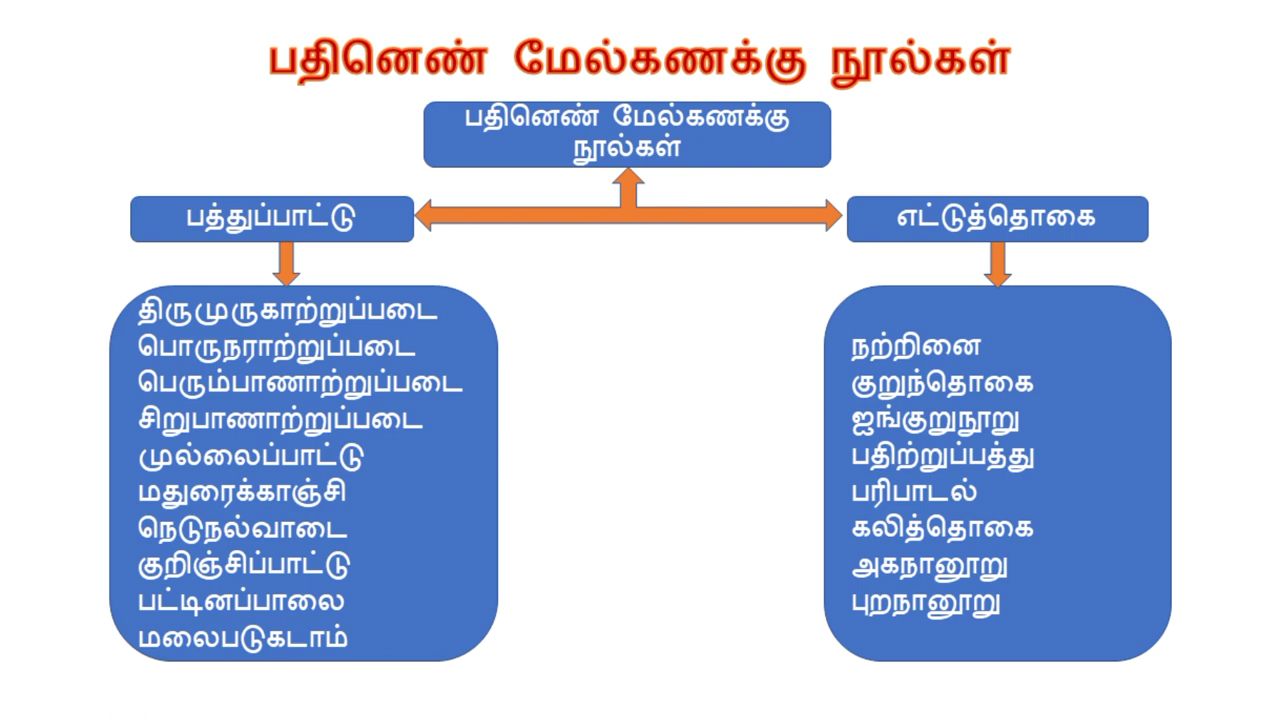 பதினெண் மேல்கணக்கு நூல்கள்
பதினெண் மேல்கணக்கு
நூல்கள்
பத்துப்பாட்டு
எட்டுத்தொகை
திருமுருகாற்றுப்படை
பொருநராற்றுப்படை
பெரும்பாணாற்றுப்படை
சிறுபாணாற்றுப்படை
முல்லைப்பாட்டு
மதுரைக்காஞ்சி
நெடுநல்வாடை
குறிஞ்சிப்பாட்டு
பட்டினப்பாலை
மலைபடுகடாம்
நற்றினை
குறுந்தொகை
ஐங்குறுநூறு
பதிற்றுப்பத்து
பரிபாடல்
கலித்தொகை
அகநானூறு
புறநானூறு